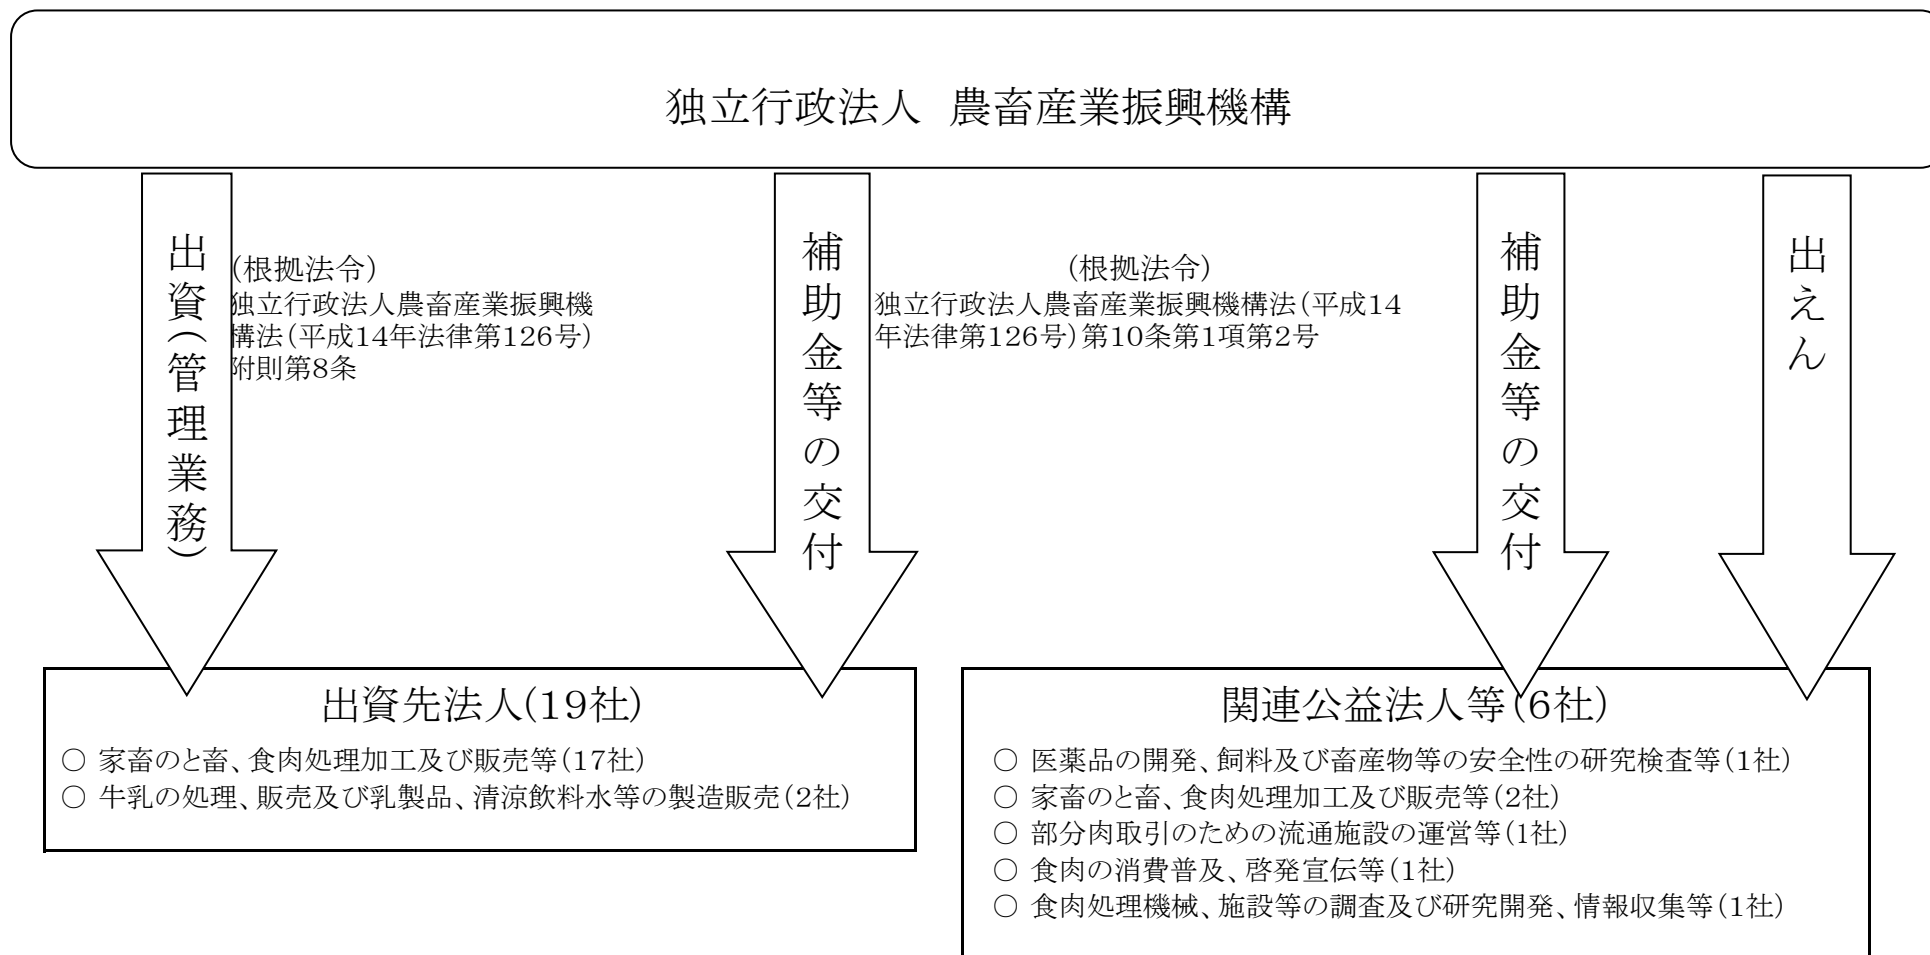 独立行政法人 農畜産業振興機構
出資(管理業務)
(根拠法令)
独立行政法人農畜産業振興機
構法(平成14年法律第126号)
附則第8条
補助金等の交付
(根拠法令)
独立行政法人農畜産業振興機構法(平成14
年法律第126号)第10条第1項第2号
補助金等の交付
出えん
出資先法人(19社)
○ 家畜のと畜、食肉処理加工及び販売等(17社)
○ 牛乳の処理、販売及び乳製品、清涼飲料水等の製造販売(2社)
関連公益法人等(6社)
○ 医薬品の開発、飼料及び畜産物等の安全性の研究検査等(1社)
○ 家畜のと畜、食肉処理加工及び販売等(2社)
○ 部分肉取引のための流通施設の運営等(1社)
○ 食肉の消費普及、啓発宣伝等(1社)
○ 食肉処理機械、施設等の調査及び研究開発、情報収集等(1社)